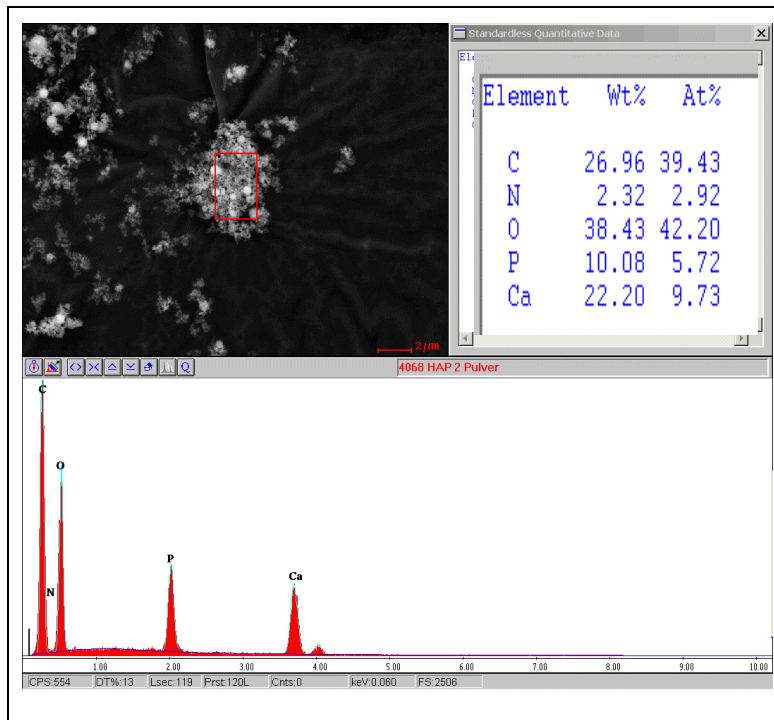 Standardless Quantitative Data
Element Wt% At%
C 26.96 39.43
N 2.32 2.92
O 38.43 42.20
P 10.08 5.72
Ca 22.20 9.73
2μm
Q
4068 HAP 2 Pulver
C
O
N
P
Ca
1.00 2.00 3.00 4.00 5.00 6.00 7.00 8.00 9.00 10.00
CPS:554 DT%:13 Lsec:119 Prst:120L Cnts:0 keV:0.060 FS:2506